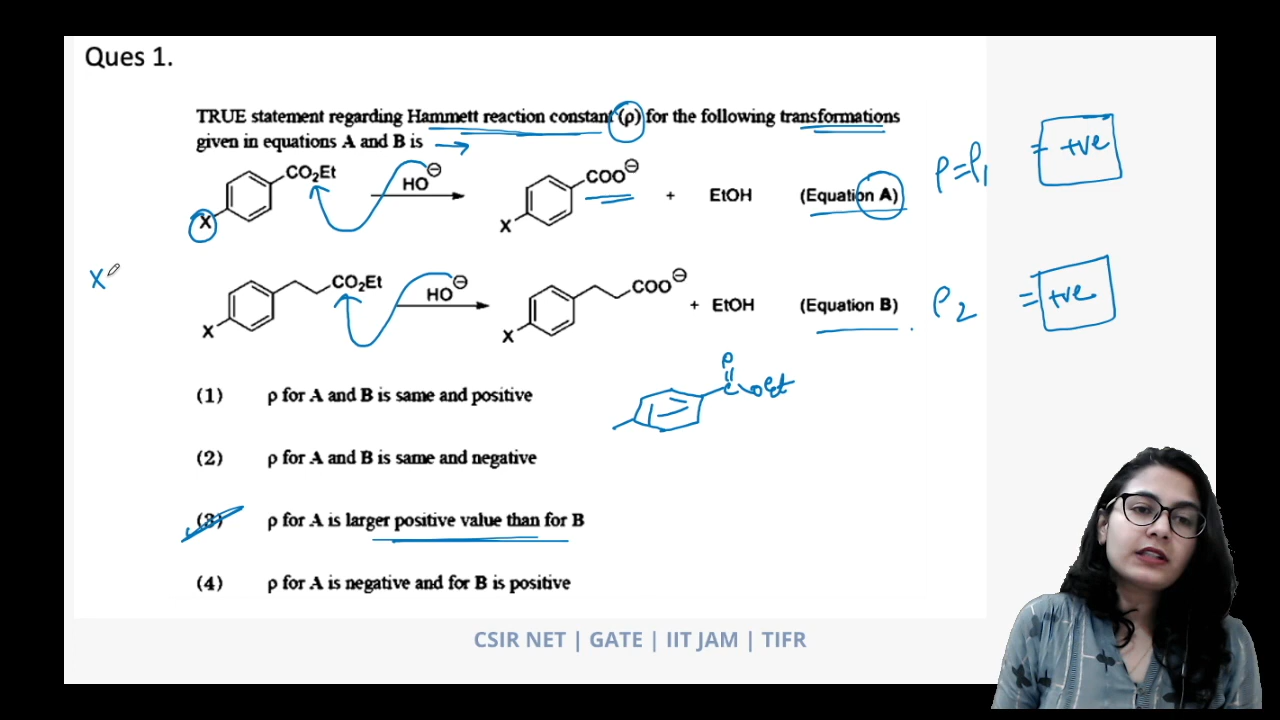 Ques 1.
TRUE statement regarding Hammett reaction constant (ρ) for the following transformations
given in equations A and B is →
CO₂Et HO⊖ COO⊖ + EtOH (Equation A) ρ=ρ₁ = +ve
X X
X
CO₂Et HO⊖ COO⊖ + EtOH (Equation B) ρ₂ = +ve
X X
(1) ρ for A and B is same and positive
C OEt
(2) ρ for A and B is same and negative
(3) ρ for A is larger positive value than for B
(4) ρ for A is negative and for B is positive
CSIR NET | GATE | IIT JAM | TIFR